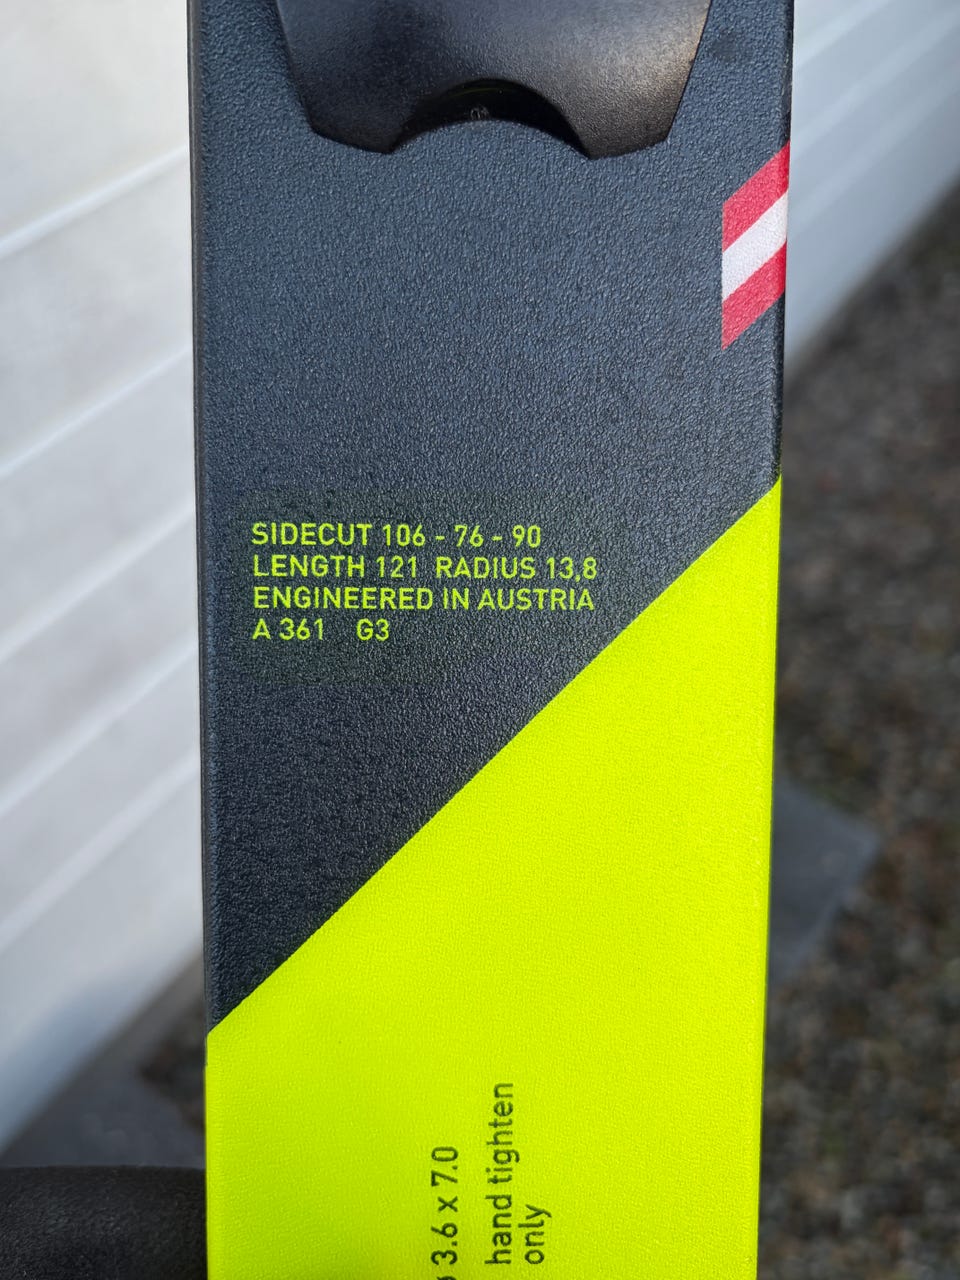 SIDECUT 106 - 76 - 90
LENGTH 121 RADIUS 13,8
ENGINEERED IN AUSTRIA
A 361 G3
3.6 x 7.0
hand tighten
only